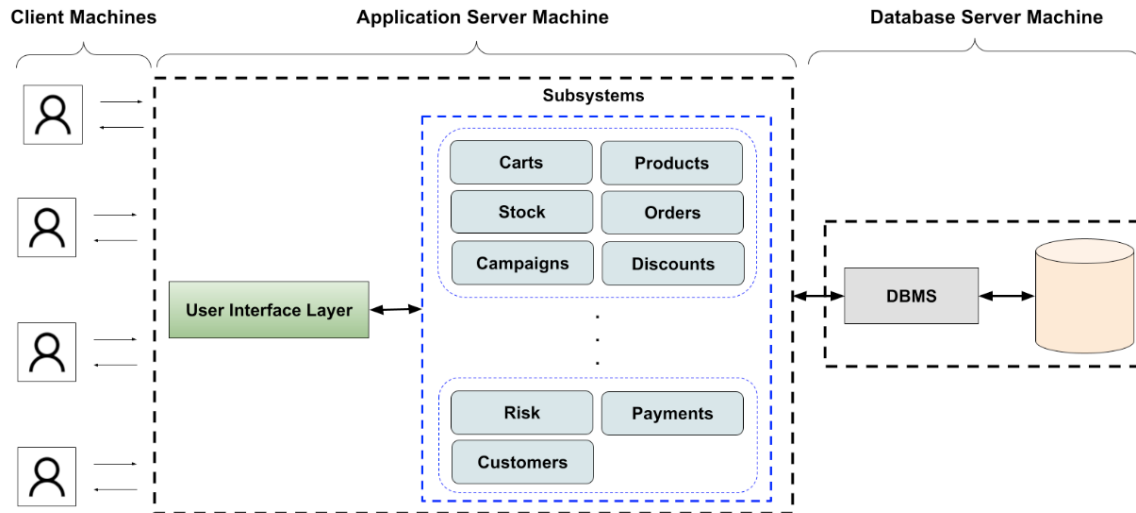 Client Machines
Application Server Machine
Database Server Machine
Subsystems
Carts
Products
Stock
Orders
Campaigns
Discounts
User Interface Layer
DBMS
Risk
Payments
Customers